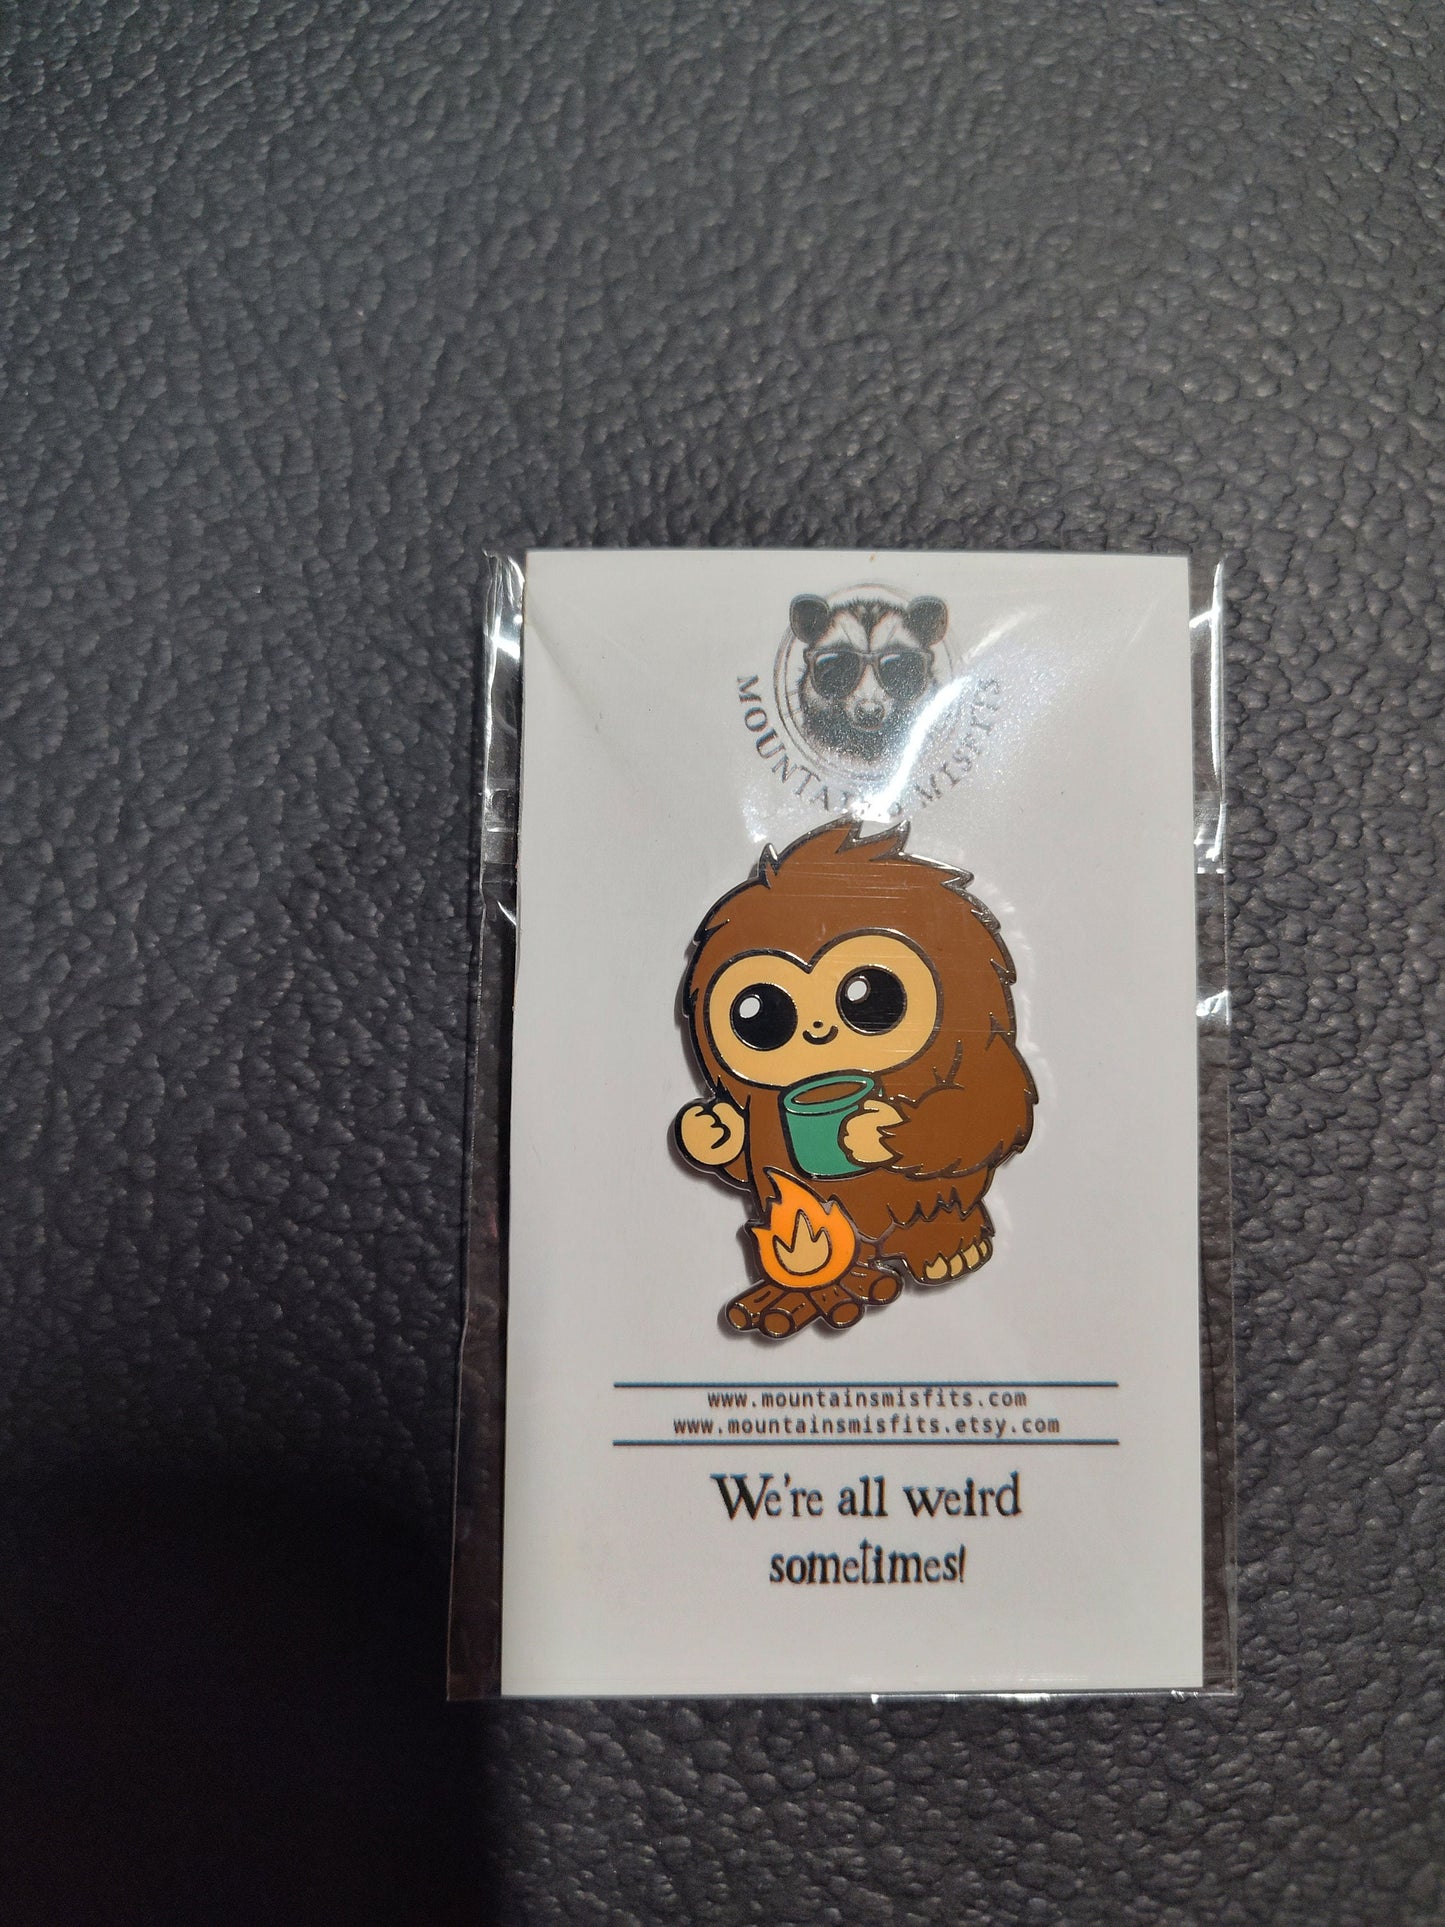 MOUNTAINS MISFITS
www.mountainsmisfits.com
www.mountainsmisfits.etsy.com
We're all weird
sometimes!